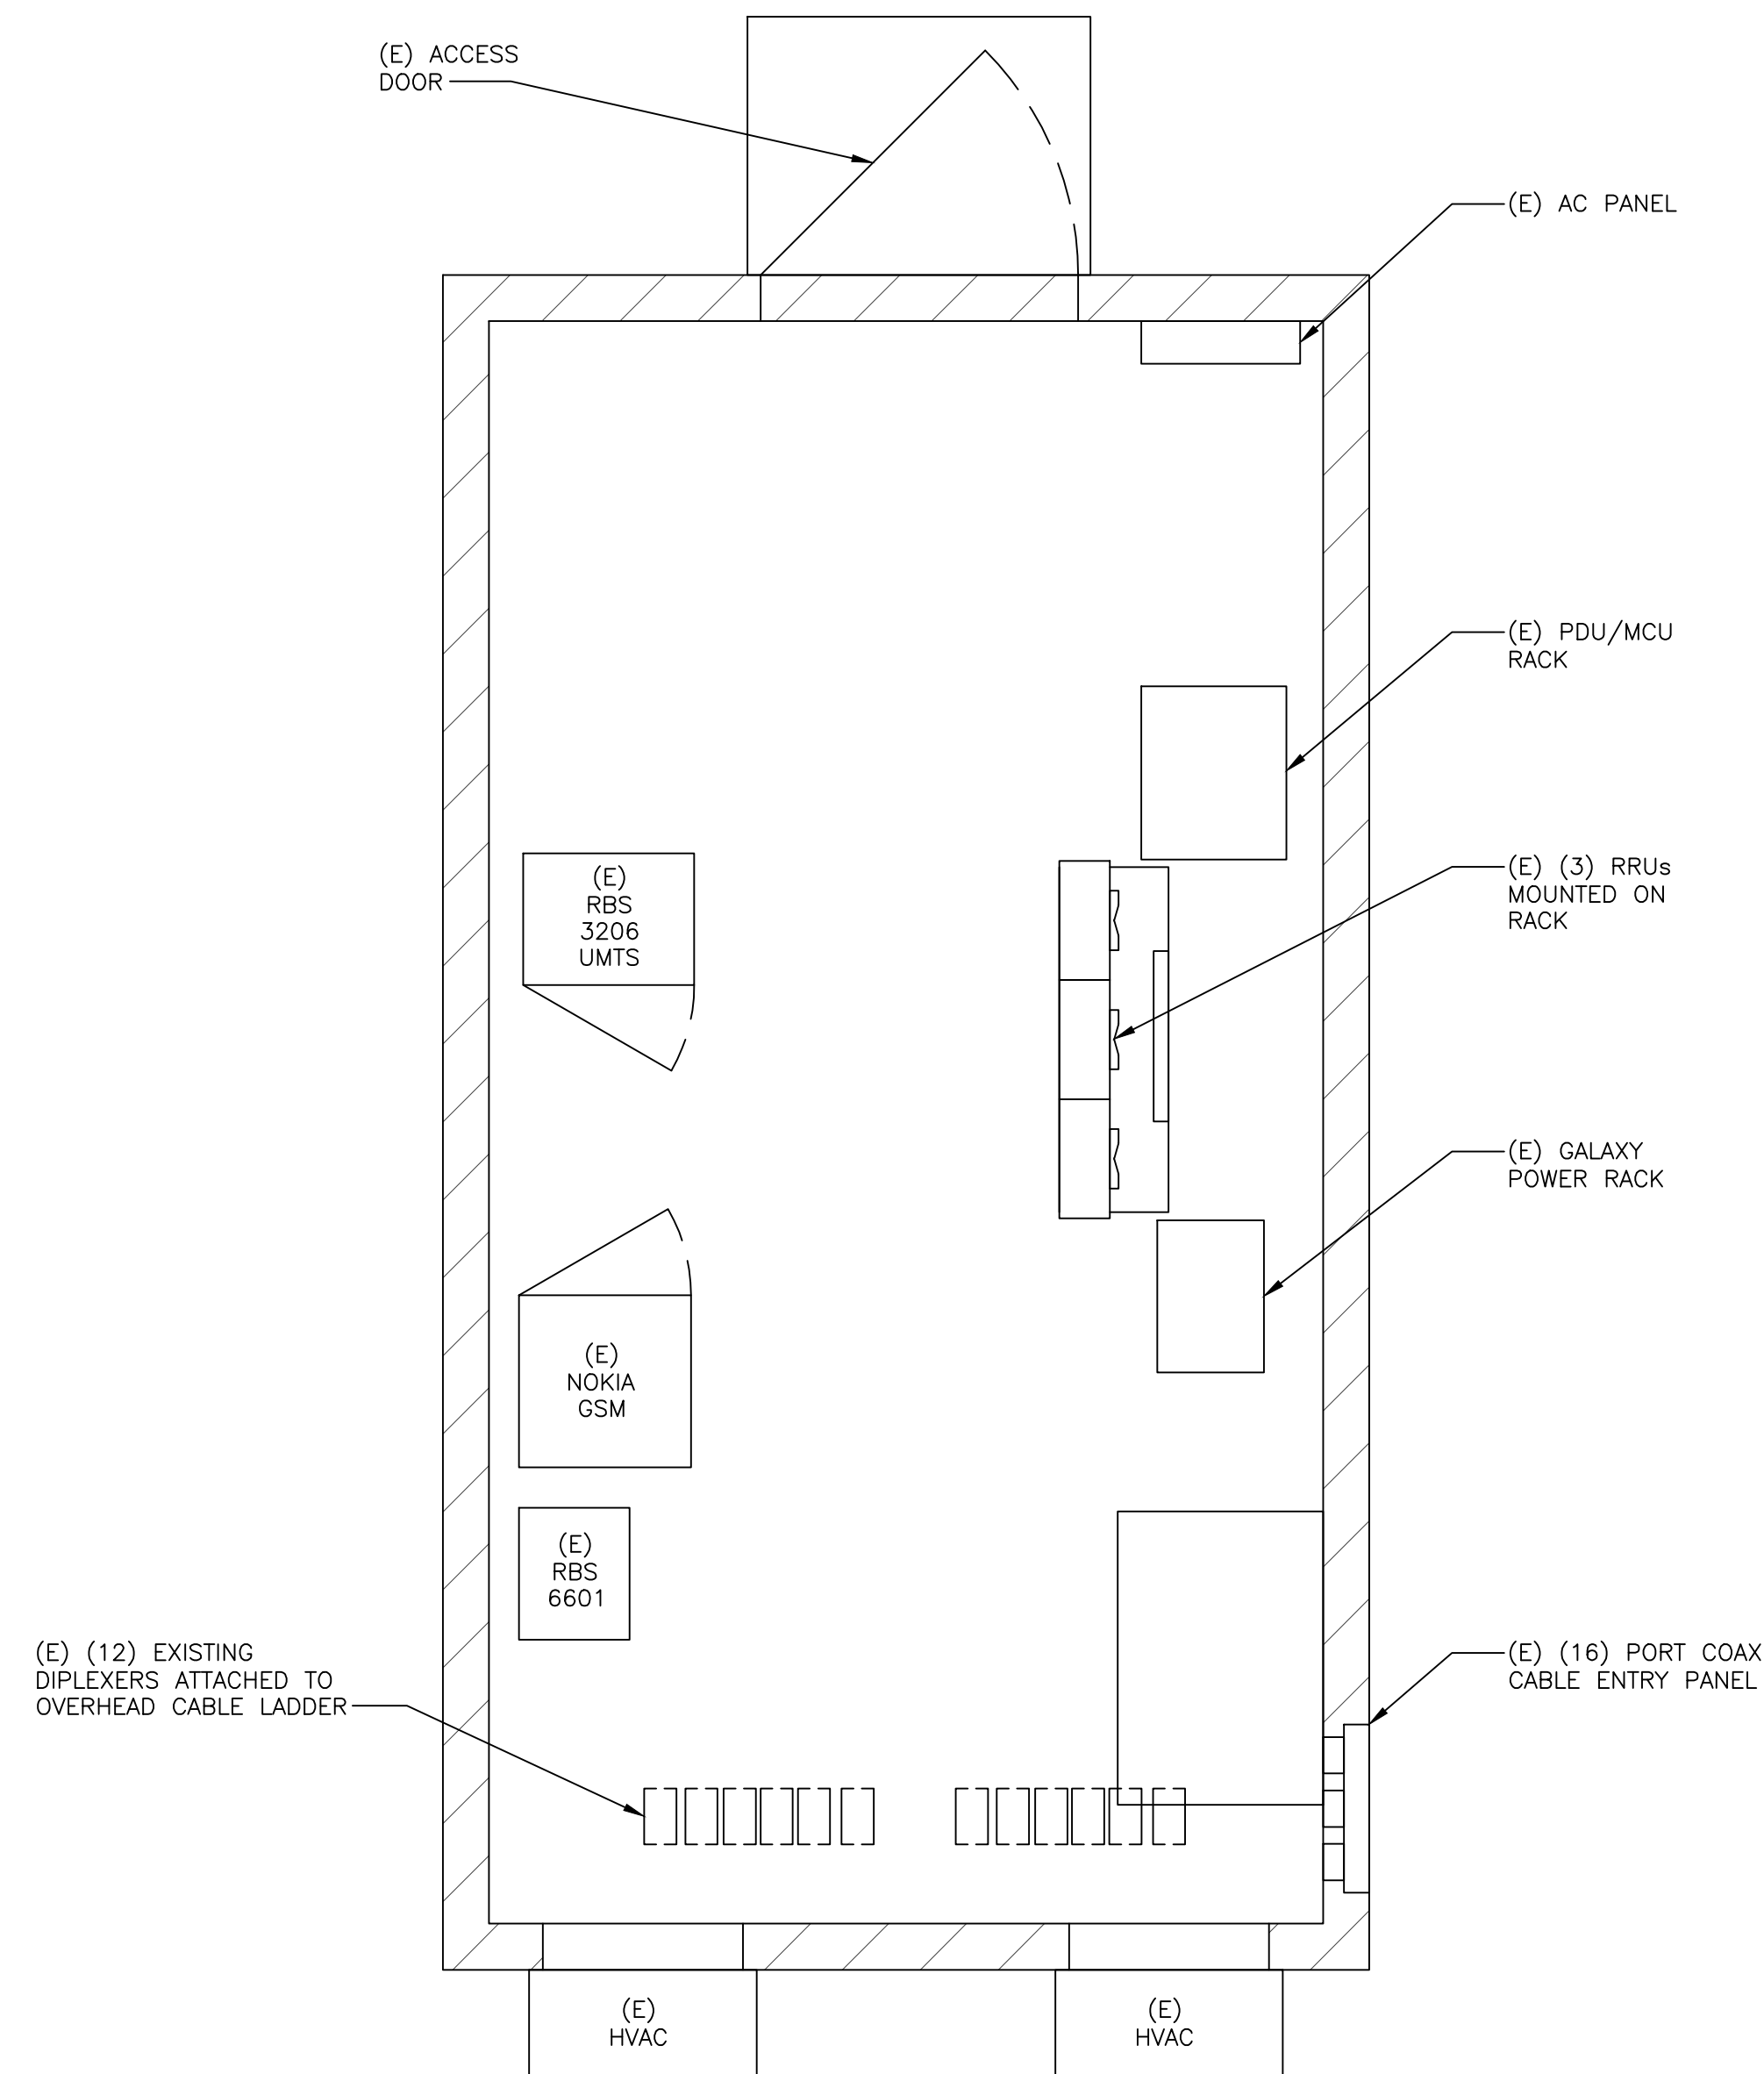 (E) ACCESS
DOOR
(E) AC PANEL
(E) PDU/MCU
RACK
(E)
RBS
3206
UMTS
(E) (3) RRUs
MOUNTED ON
RACK
(E) GALAXY
POWER RACK
(E)
NOKIA
GSM
(E)
RBS
6601
(E) (12) EXISTING
DIPLEXERS ATTACHED TO
OVERHEAD CABLE LADDER
(E) (16) PORT COAX
CABLE ENTRY PANEL
(E)
HVAC
(E)
HVAC